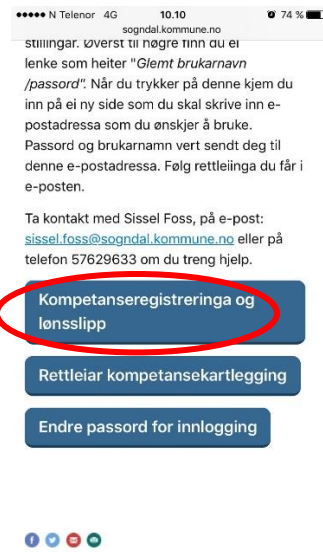 N Telenor 4G 10.10 74 %
sogndal.kommune.no
stillingar. Øverst til høgre finn du ei
lenke som heiter "Glemt brukarnavn
/passord". Når du trykker på denne kjem du
inn på ei ny side som du skal skrive inn e-
postadressa som du ønskjer å bruke.
Passord og brukarnamn vert sendt deg til
denne e-postadressa. Følg rettleiinga du får i
e-posten.
Ta kontakt med Sissel Foss, på e-post:
sissel.foss@sogndal.kommune.no eller på
telefon 57629633 om du treng hjelp.
Kompetanseregistreringa og
lønsslipp
Rettleiar kompetansekartlegging
Endre passord for innlogging